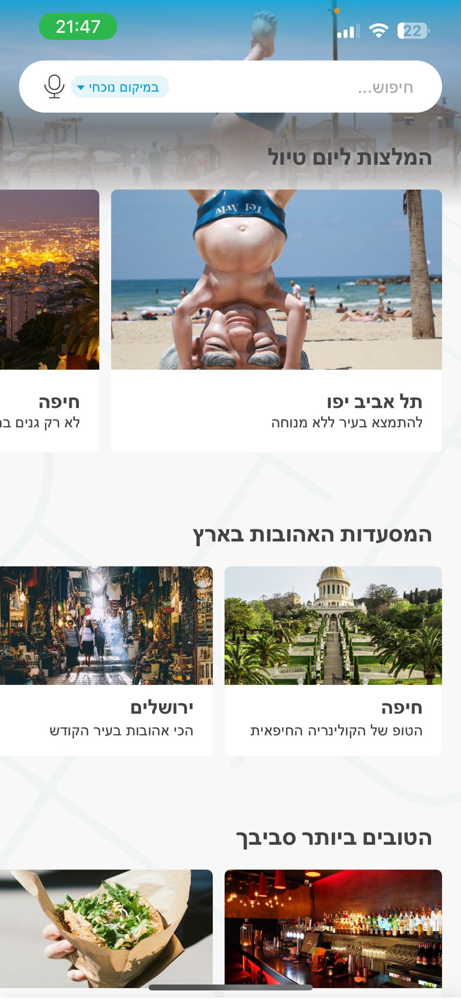 21:47
22
חיפוש...
במיקום נוכחי
המלצות ליום טיול
Tel Aviv
תל אביב יפו
להתמצא בעיר ללא מנוחה
חיפה
לא רק גנים
המסעדות האהובות בארץ
חיפה
הטופ של הקולינריה החיפאית
ירושלים
הכי אהובות בעיר הקודש
הטובים ביותר סביבך